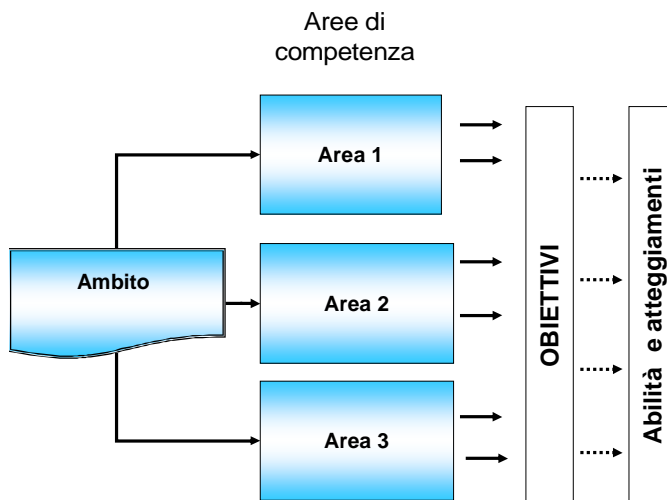 Aree di
competenza
Area 1
Ambito
Area 2
Area 3
OBIETTIVI
Abilità e atteggiamenti